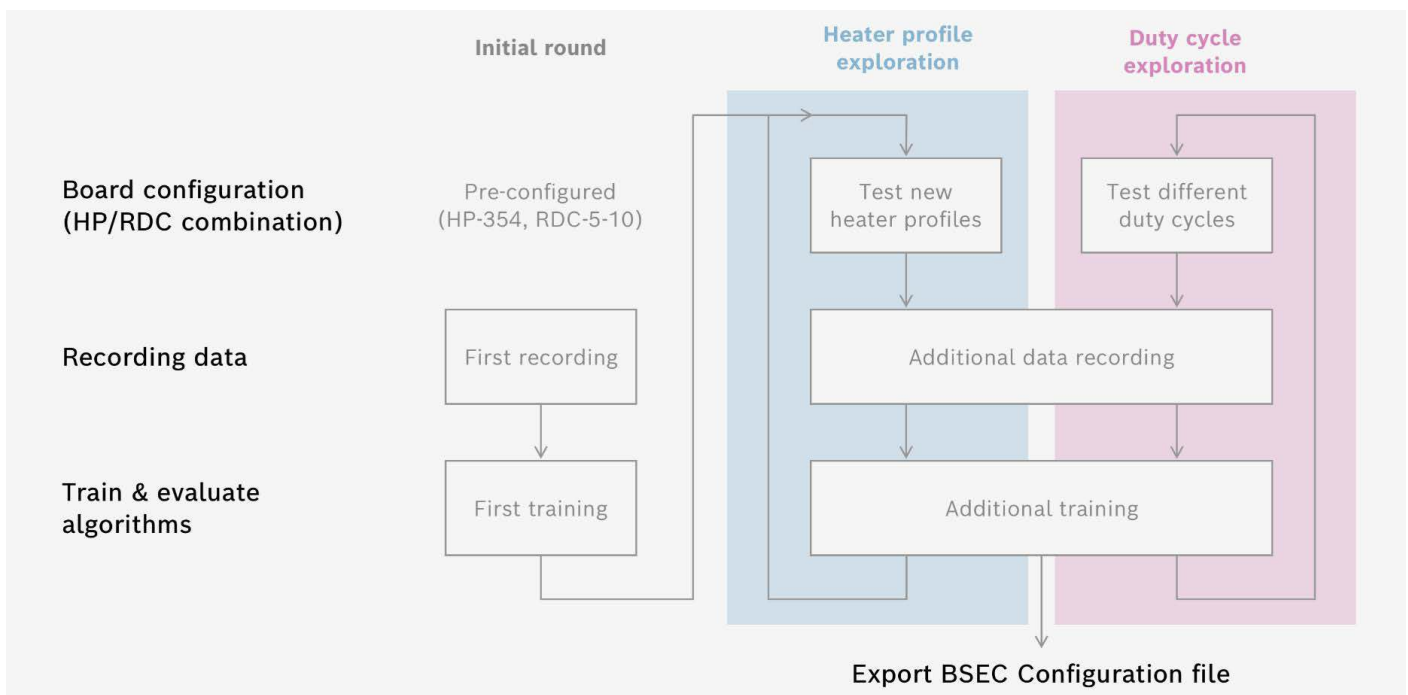 Initial round
Heater profile
exploration
Duty cycle
exploration
Board configuration
(HP/RDC combination)
Pre-configured
(HP-354, RDC-5-10)
Test new
heater profiles
Test different
duty cycles
Recording data
First recording
Additional data recording
Train & evaluate
algorithms
First training
Additional training
Export BSEC Configuration file